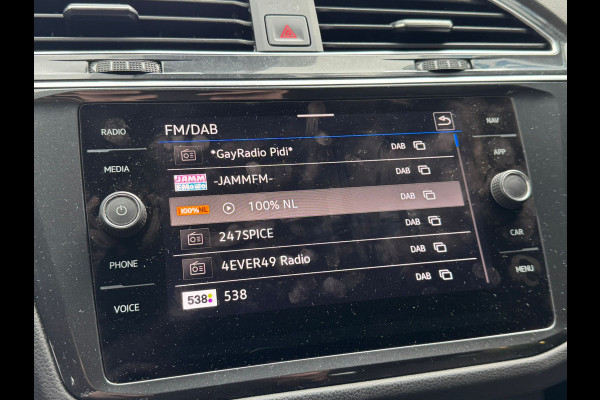 RADIO
FM/DAB
NAV
*GayRadio Pidi*
DAB
MEDIA
JAMM
-JAMMFM-
DAB
APP
100% NL
100% NL
DAB
247SPICE
DAB
CAR
PHONE
4EVER49 Radio
DAB
MENU
VOICE
538
538